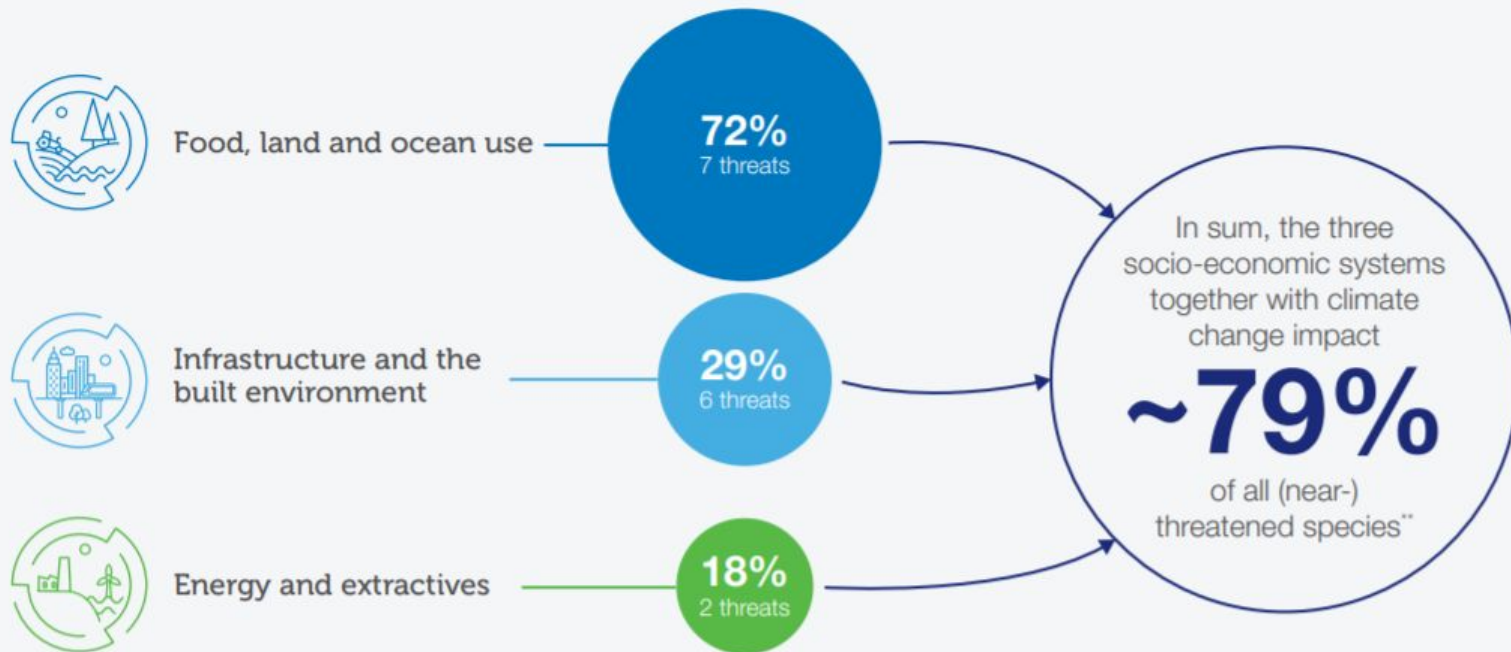 Food, land and ocean use
72%
7 threats
Infrastructure and the
built environment
29%
6 threats
Energy and extractives
18%
2 threats
In sum, the three
socio-economic systems
together with climate
change impact
~79%
of all (near-)
threatened species**